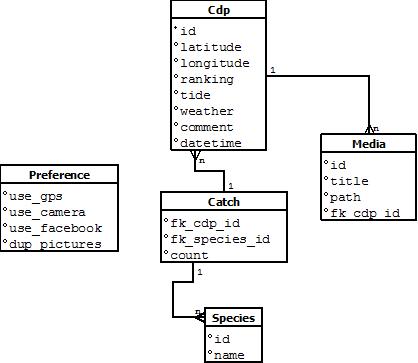 Cdp
id
latitude
longitude
ranking
tide
weather
comment
datetime
1
n
n
Media
id
title
path
fk_cdp_id
Preference
use_gps
use_camera
use_facebook
dup_pictures
1
Catch
fk_cdp_id
fk_species_id
count
1
n
Species
id
name